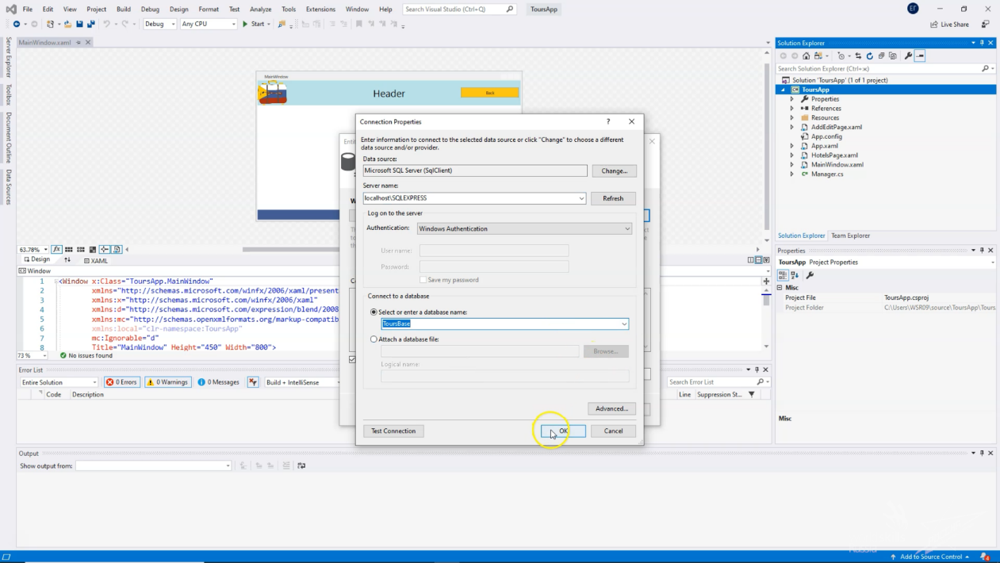 File Edit View Project Build Debug Design Format Test Analyze Tools Extensions Window Help Search Visual Studio (Ctrl+Q) ToursApp ЕГ
Debug Any CPU Start Live Share
MainWindow.xaml
Server Explorer
Toolbox
Document Outline
Data Sources
MainWindow
Header
Back
Connection Properties
Enter information to connect to the selected data source or click "Change" to choose a different
data source and/or provider.
Data source:
Microsoft SQL Server (SqlClient) Change...
Server name:
localhost\SQLEXPRESS Refresh
Log on to the server
Authentication: Windows Authentication
User name:
Password:
Save my password
Connect to a database
Select or enter a database name:
ToursBase
Attach a database file:
Browse...
Logical name:
Advanced...
Test Connection OK Cancel
63.78%
Design XAML
Window
1 <Window x:Class="ToursApp.MainWindow"
2 xmlns="http://schemas.microsoft.com/winfx/2006/xaml/present
3 xmlns:x="http://schemas.microsoft.com/winfx/2006/xaml"
4 xmlns:d="http://schemas.microsoft.com/expression/blend/2008
5 xmlns:mc="http://schemas.openxmlformats.org/markup-compatib
6 xmlns:local="clr-namespace:ToursApp"
7 mc:Ignorable="d"
8 Title="MainWindow" Height="450" Width="800">
73 % No issues found
Error List
Entire Solution 0 Errors 0 Warnings 0 Messages Build + IntelliSense Search Error List
Code Description Line Suppression St...
Output
Show output from:
Solution Explorer
Search Solution Explorer (Ctrl+ж)
Solution 'ToursApp' (1 of 1 project)
ToursApp
Properties
References
Resources
AddEditPage.xaml
App.config
App.xaml
HotelsPage.xaml
MainWindow.xaml
Manager.cs
Solution Explorer Team Explorer
Properties
ToursApp Project Properties
Misc
Project File ToursApp.csproj
Project Folder C:\Users\WSR09\source\ToursApp\Tours
Misc
Add to Source Control 4